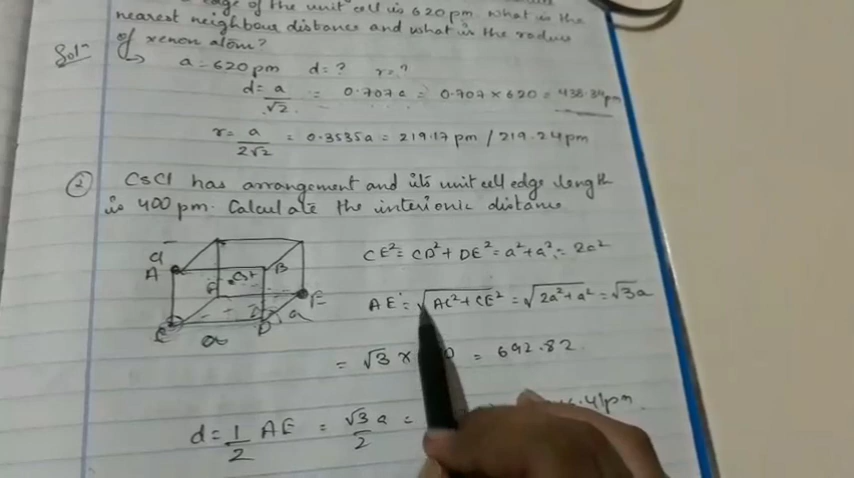 edge of the unit cell is 620 pm. What is the
nearest neighbour distance and what is the radius
of xenon atom?
Solⁿ
a = 620 pm d = ? r = ?
d = a/√2 = 0.707a = 0.707 × 620 = 438.34 pm
r = a/2√2 = 0.3535a = 219.17 pm / 219.24 pm
② CsCl has arrangement and its unit cell edge length
is 400 pm. Calculate the interionic distance
CE² = CD² + DE² = a² + a² = 2a²
AE = √AC² + CE² = √2a² + a² = √3a
= √3 × 0 = 692.82
d = 1/2 AE = √3a/2 = .41pm.
Cl
A
B
E
C
D
a
a